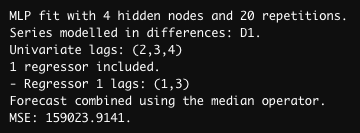 MLP fit with 4 hidden nodes and 20 repetitions.
Series modelled in differences: D1.
Univariate lags: (2,3,4)
1 regressor included.
- Regressor 1 lags: (1,3)
Forecast combined using the median operator.
MSE: 159023.9141.